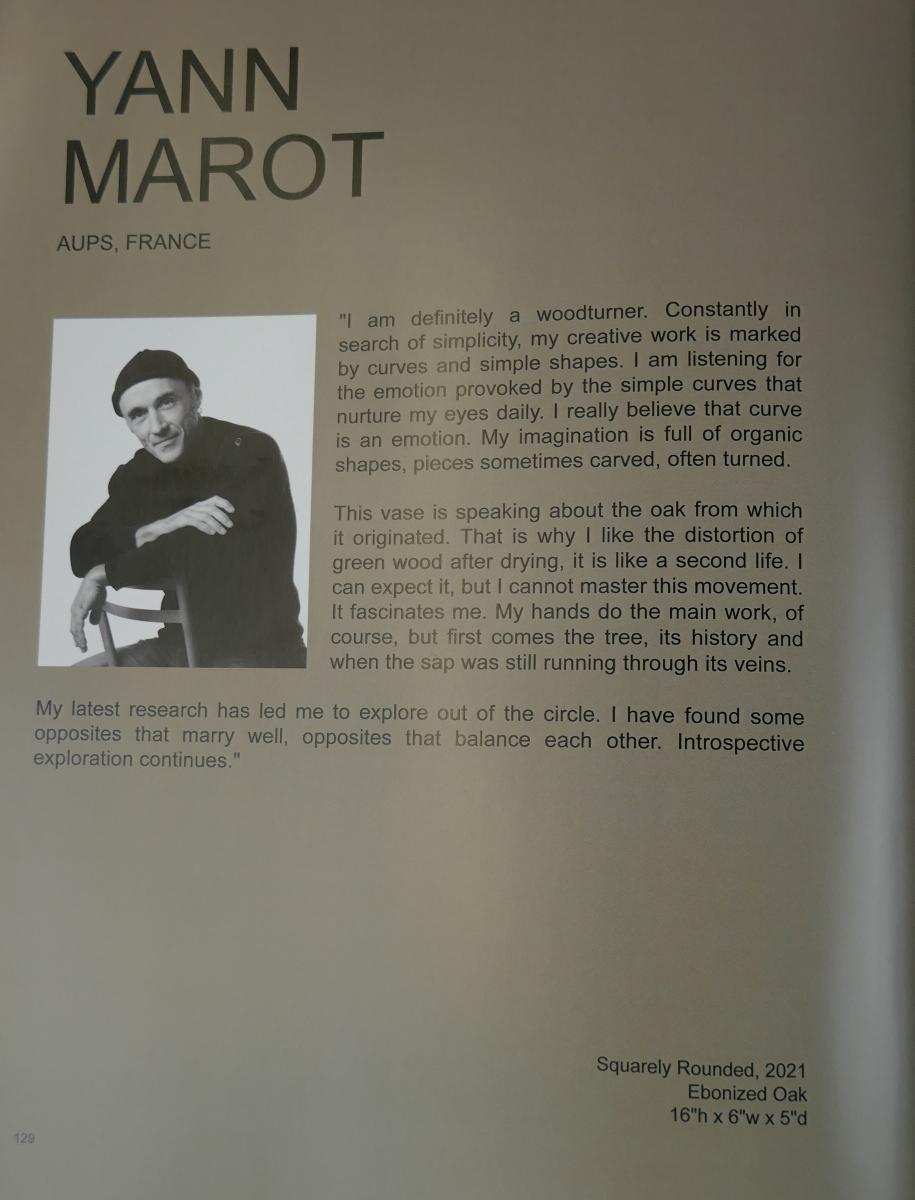 YANN
MAROT
AUPS, FRANCE
"I am definitely a woodturner. Constantly in
search of simplicity, my creative work is marked
by curves and simple shapes. I am listening for
the emotion provoked by the simple curves that
nurture my eyes daily. I really believe that curve
is an emotion. My imagination is full of organic
shapes, pieces sometimes carved, often turned.
This vase is speaking about the oak from which
it originated. That is why I like the distortion of
green wood after drying, it is like a second life. I
can expect it, but I cannot master this movement.
It fascinates me. My hands do the main work, of
course, but first comes the tree, its history and
when the sap was still running through its veins.
My latest research has led me to explore out of the circle. I have found some
opposites that marry well, opposites that balance each other. Introspective
exploration continues."
Squarely Rounded, 2021
Ebonized Oak
16"h x 6"w x 5"d
129